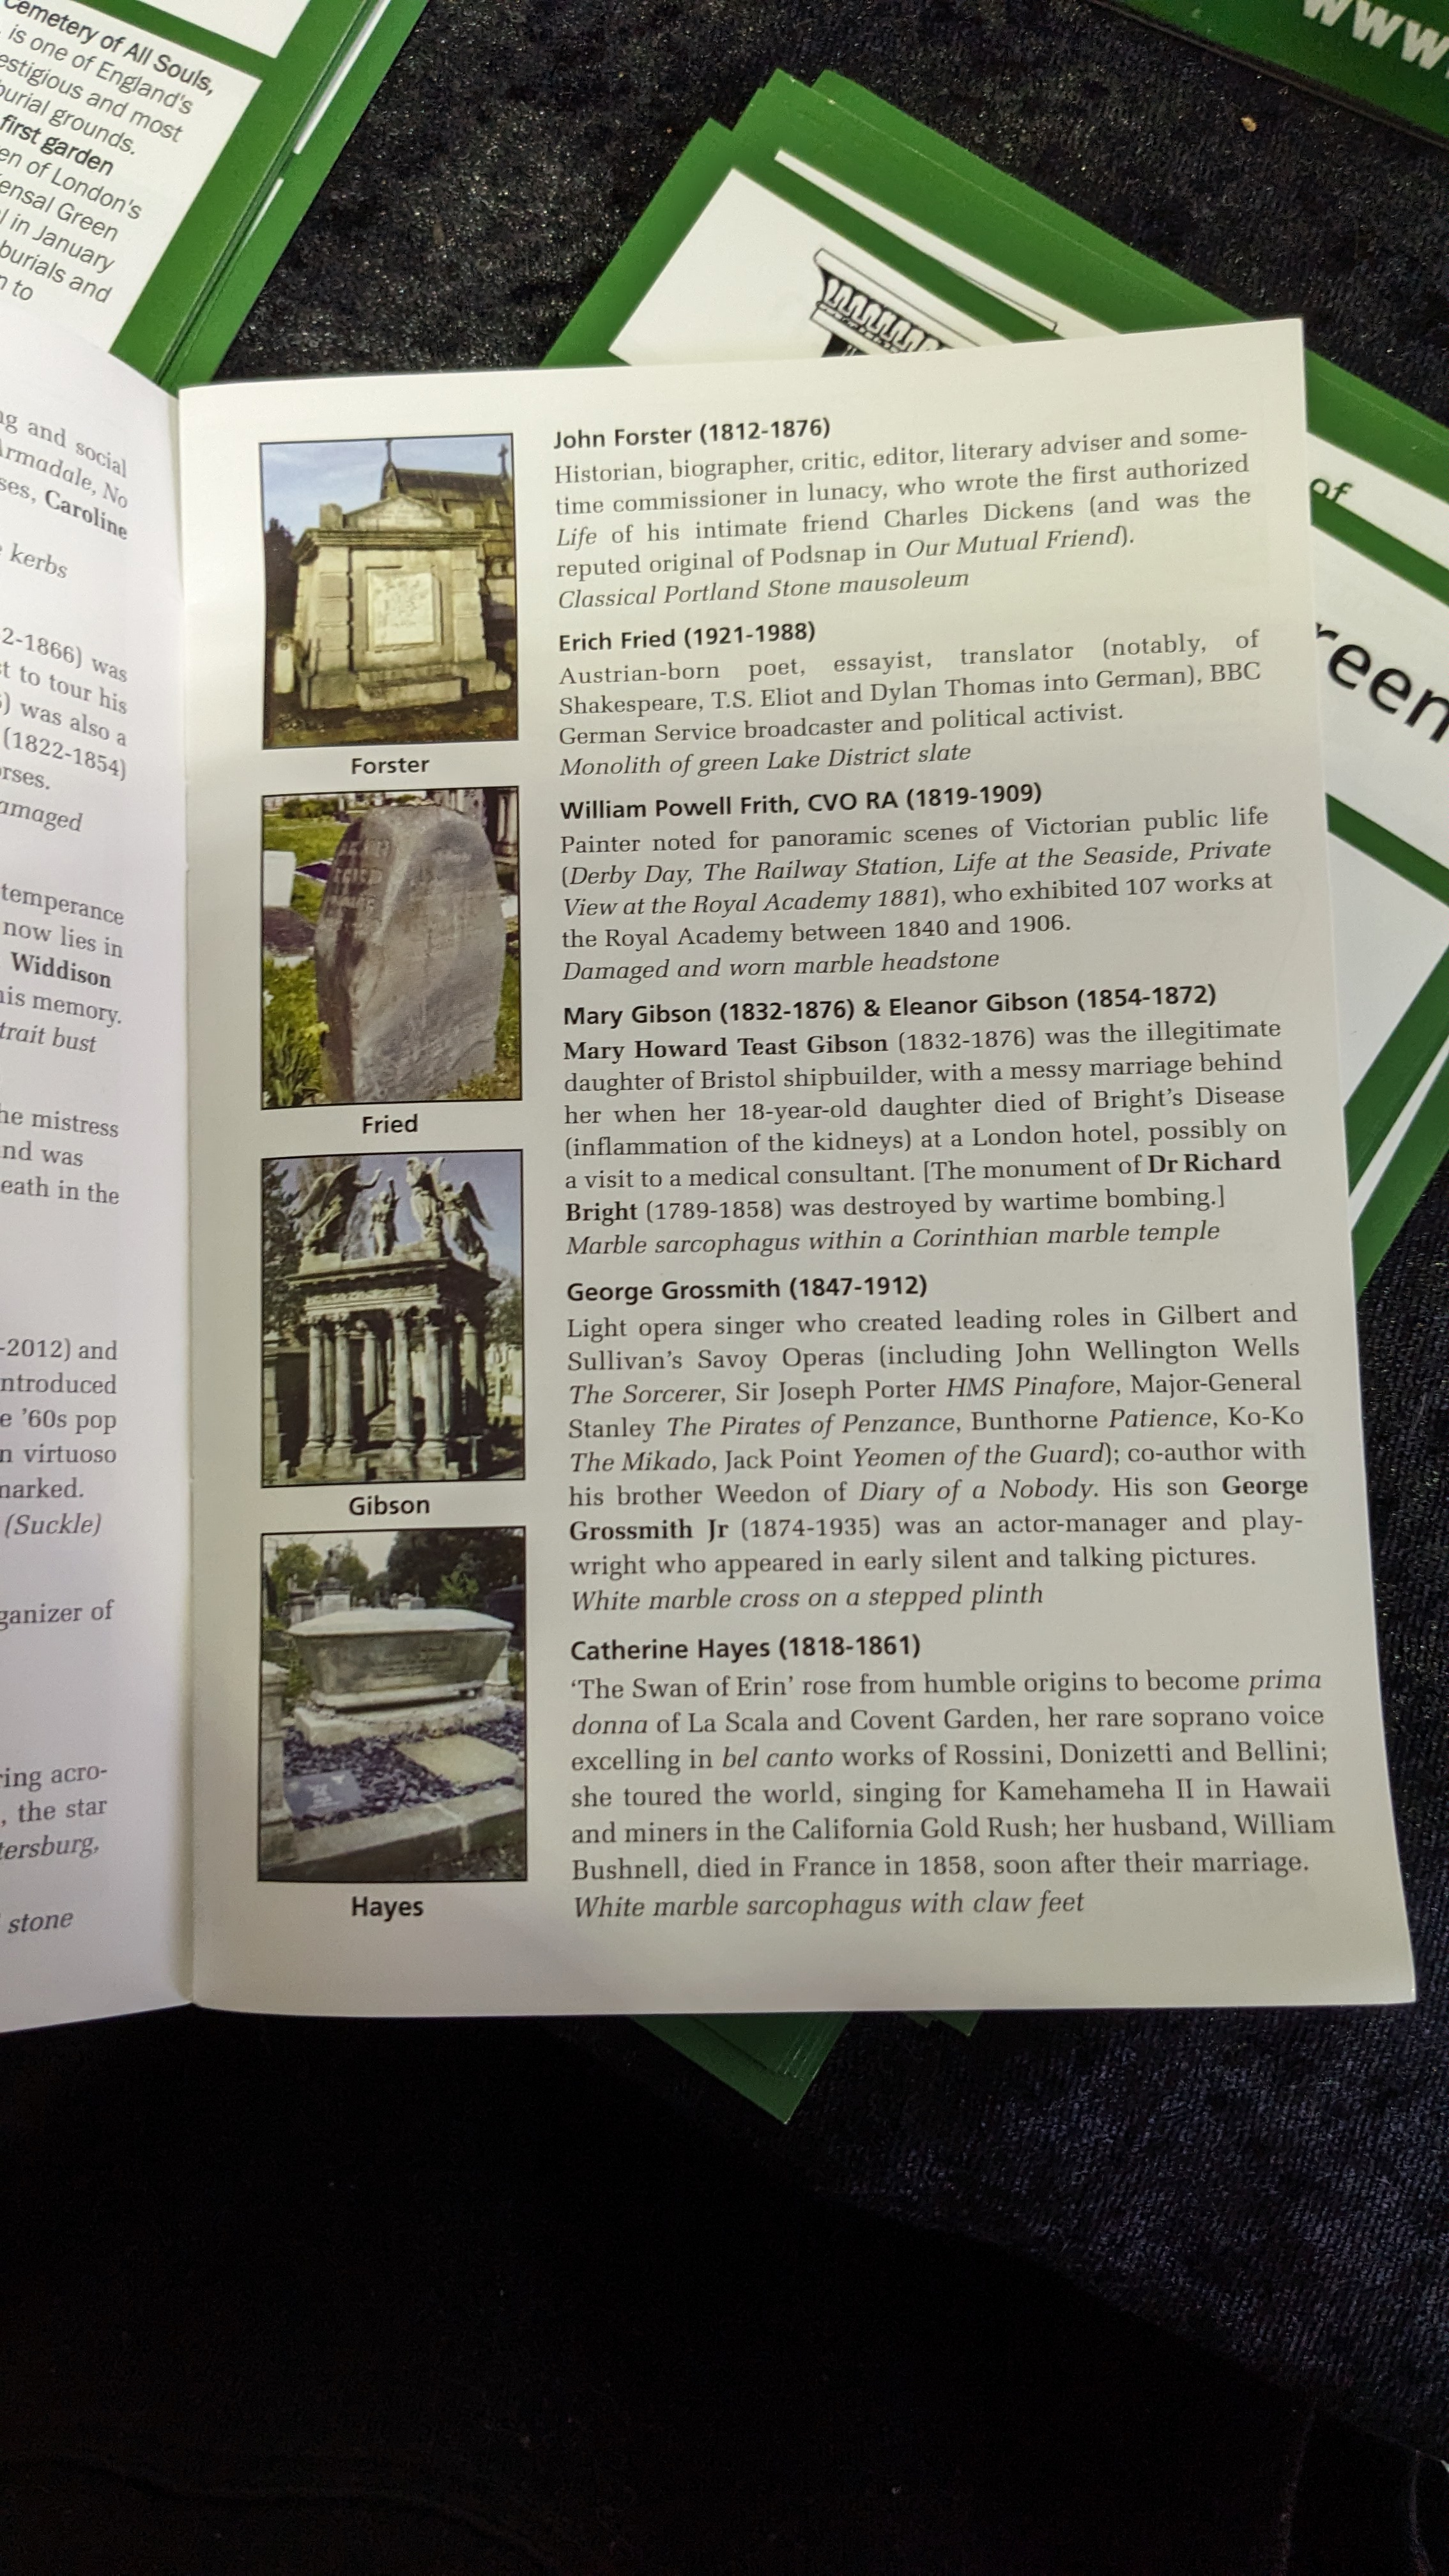 Cemetery of All Souls,
is one of England's
estigious and most
burial grounds.
first garden
en of London's
ensal Green
l in January
burials and
n to
www
of
reen
ng and social
Armadale, No
ses, Caroline
kerbs
2-1866) was
st to tour his
) was also a
(1822-1854)
rses.
amaged
temperance
now lies in
Widdison
his memory.
trait bust
he mistress
nd was
eath in the
-2012) and
ntroduced
e '60s pop
n virtuoso
marked.
(Suckle)
ganizer of
ring acro-
, the star
tersburg,
stone
Forster
Fried
Gibson
Hayes
John Forster (1812-1876)
Historian, biographer, critic, editor, literary adviser and some-
time commissioner in lunacy, who wrote the first authorized
Life of his intimate friend Charles Dickens (and was the
reputed original of Podsnap in Our Mutual Friend).
Classical Portland Stone mausoleum
Erich Fried (1921-1988)
Austrian-born poet, essayist, translator (notably, of
Shakespeare, T.S. Eliot and Dylan Thomas into German), BBC
German Service broadcaster and political activist.
Monolith of green Lake District slate
William Powell Frith, CVO RA (1819-1909)
Painter noted for panoramic scenes of Victorian public life
(Derby Day, The Railway Station, Life at the Seaside, Private
View at the Royal Academy 1881), who exhibited 107 works at
the Royal Academy between 1840 and 1906.
Damaged and worn marble headstone
Mary Gibson (1832-1876) & Eleanor Gibson (1854-1872)
Mary Howard Teast Gibson (1832-1876) was the illegitimate
daughter of Bristol shipbuilder, with a messy marriage behind
her when her 18-year-old daughter died of Bright's Disease
(inflammation of the kidneys) at a London hotel, possibly on
a visit to a medical consultant. [The monument of Dr Richard
Bright (1789-1858) was destroyed by wartime bombing.]
Marble sarcophagus within a Corinthian marble temple
George Grossmith (1847-1912)
Light opera singer who created leading roles in Gilbert and
Sullivan's Savoy Operas (including John Wellington Wells
The Sorcerer, Sir Joseph Porter HMS Pinafore, Major-General
Stanley The Pirates of Penzance, Bunthorne Patience, Ko-Ko
The Mikado, Jack Point Yeomen of the Guard); co-author with
his brother Weedon of Diary of a Nobody. His son George
Grossmith Jr (1874-1935) was an actor-manager and play-
wright who appeared in early silent and talking pictures.
White marble cross on a stepped plinth
Catherine Hayes (1818-1861)
'The Swan of Erin' rose from humble origins to become prima
donna of La Scala and Covent Garden, her rare soprano voice
excelling in bel canto works of Rossini, Donizetti and Bellini;
she toured the world, singing for Kamehameha II in Hawaii
and miners in the California Gold Rush; her husband, William
Bushnell, died in France in 1858, soon after their marriage.
White marble sarcophagus with claw feet